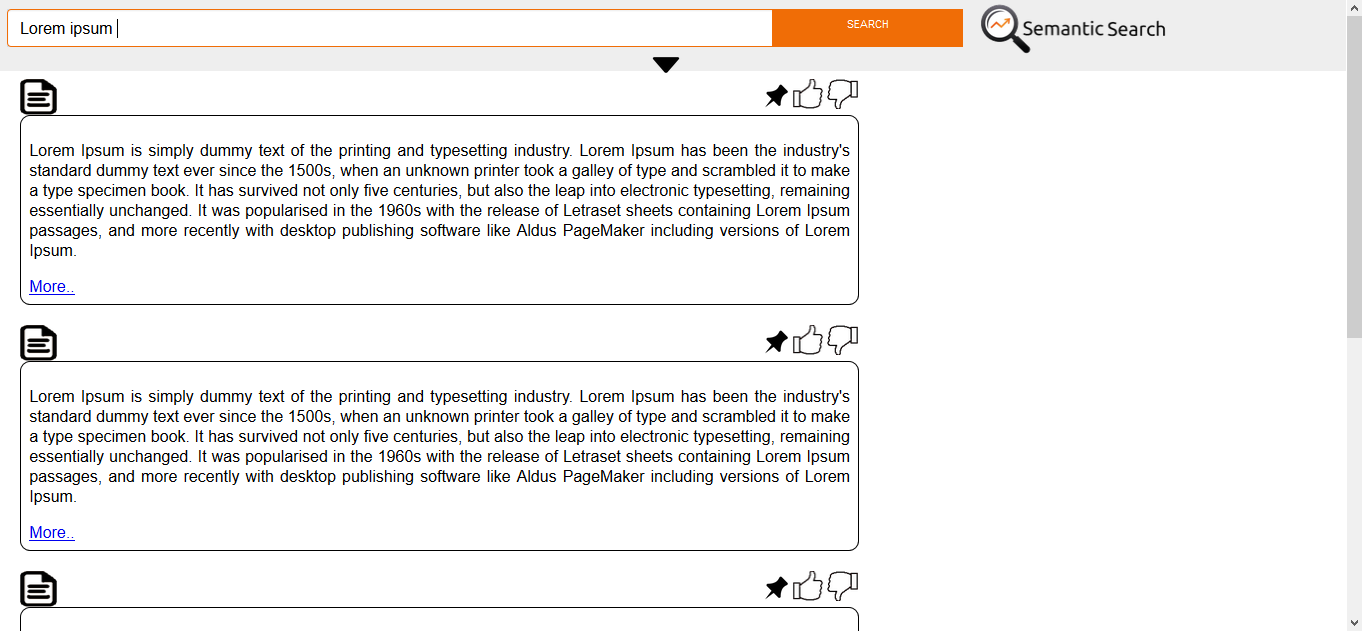 Lorem ipsum
SEARCH
Semantic Search
Lorem Ipsum is simply dummy text of the printing and typesetting industry. Lorem Ipsum has been the industry's
standard dummy text ever since the 1500s, when an unknown printer took a galley of type and scrambled it to make
a type specimen book. It has survived not only five centuries, but also the leap into electronic typesetting, remaining
essentially unchanged. It was popularised in the 1960s with the release of Letraset sheets containing Lorem Ipsum
passages, and more recently with desktop publishing software like Aldus PageMaker including versions of Lorem
Ipsum.
More..
Lorem Ipsum is simply dummy text of the printing and typesetting industry. Lorem Ipsum has been the industry's
standard dummy text ever since the 1500s, when an unknown printer took a galley of type and scrambled it to make
a type specimen book. It has survived not only five centuries, but also the leap into electronic typesetting, remaining
essentially unchanged. It was popularised in the 1960s with the release of Letraset sheets containing Lorem Ipsum
passages, and more recently with desktop publishing software like Aldus PageMaker including versions of Lorem
Ipsum.
More..